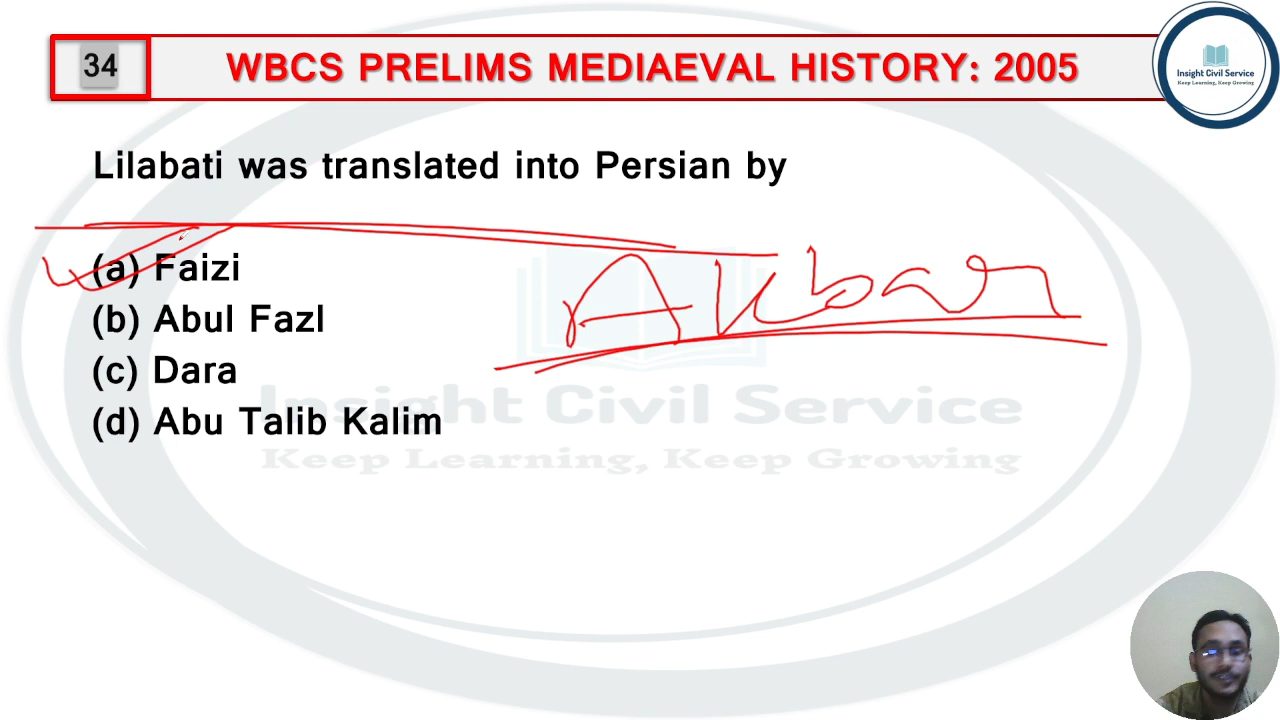 34
WBCS PRELIMS MEDIAEVAL HISTORY: 2005
Insight Civil Service
Keep Learning, Keep Growing
Lilabati was translated into Persian by
(a) Faizi
Akbar
(b) Abul Fazl
(c) Dara
(d) Abu Talib Kalim
Insight Civil Service
Keep Learning, Keep Growing